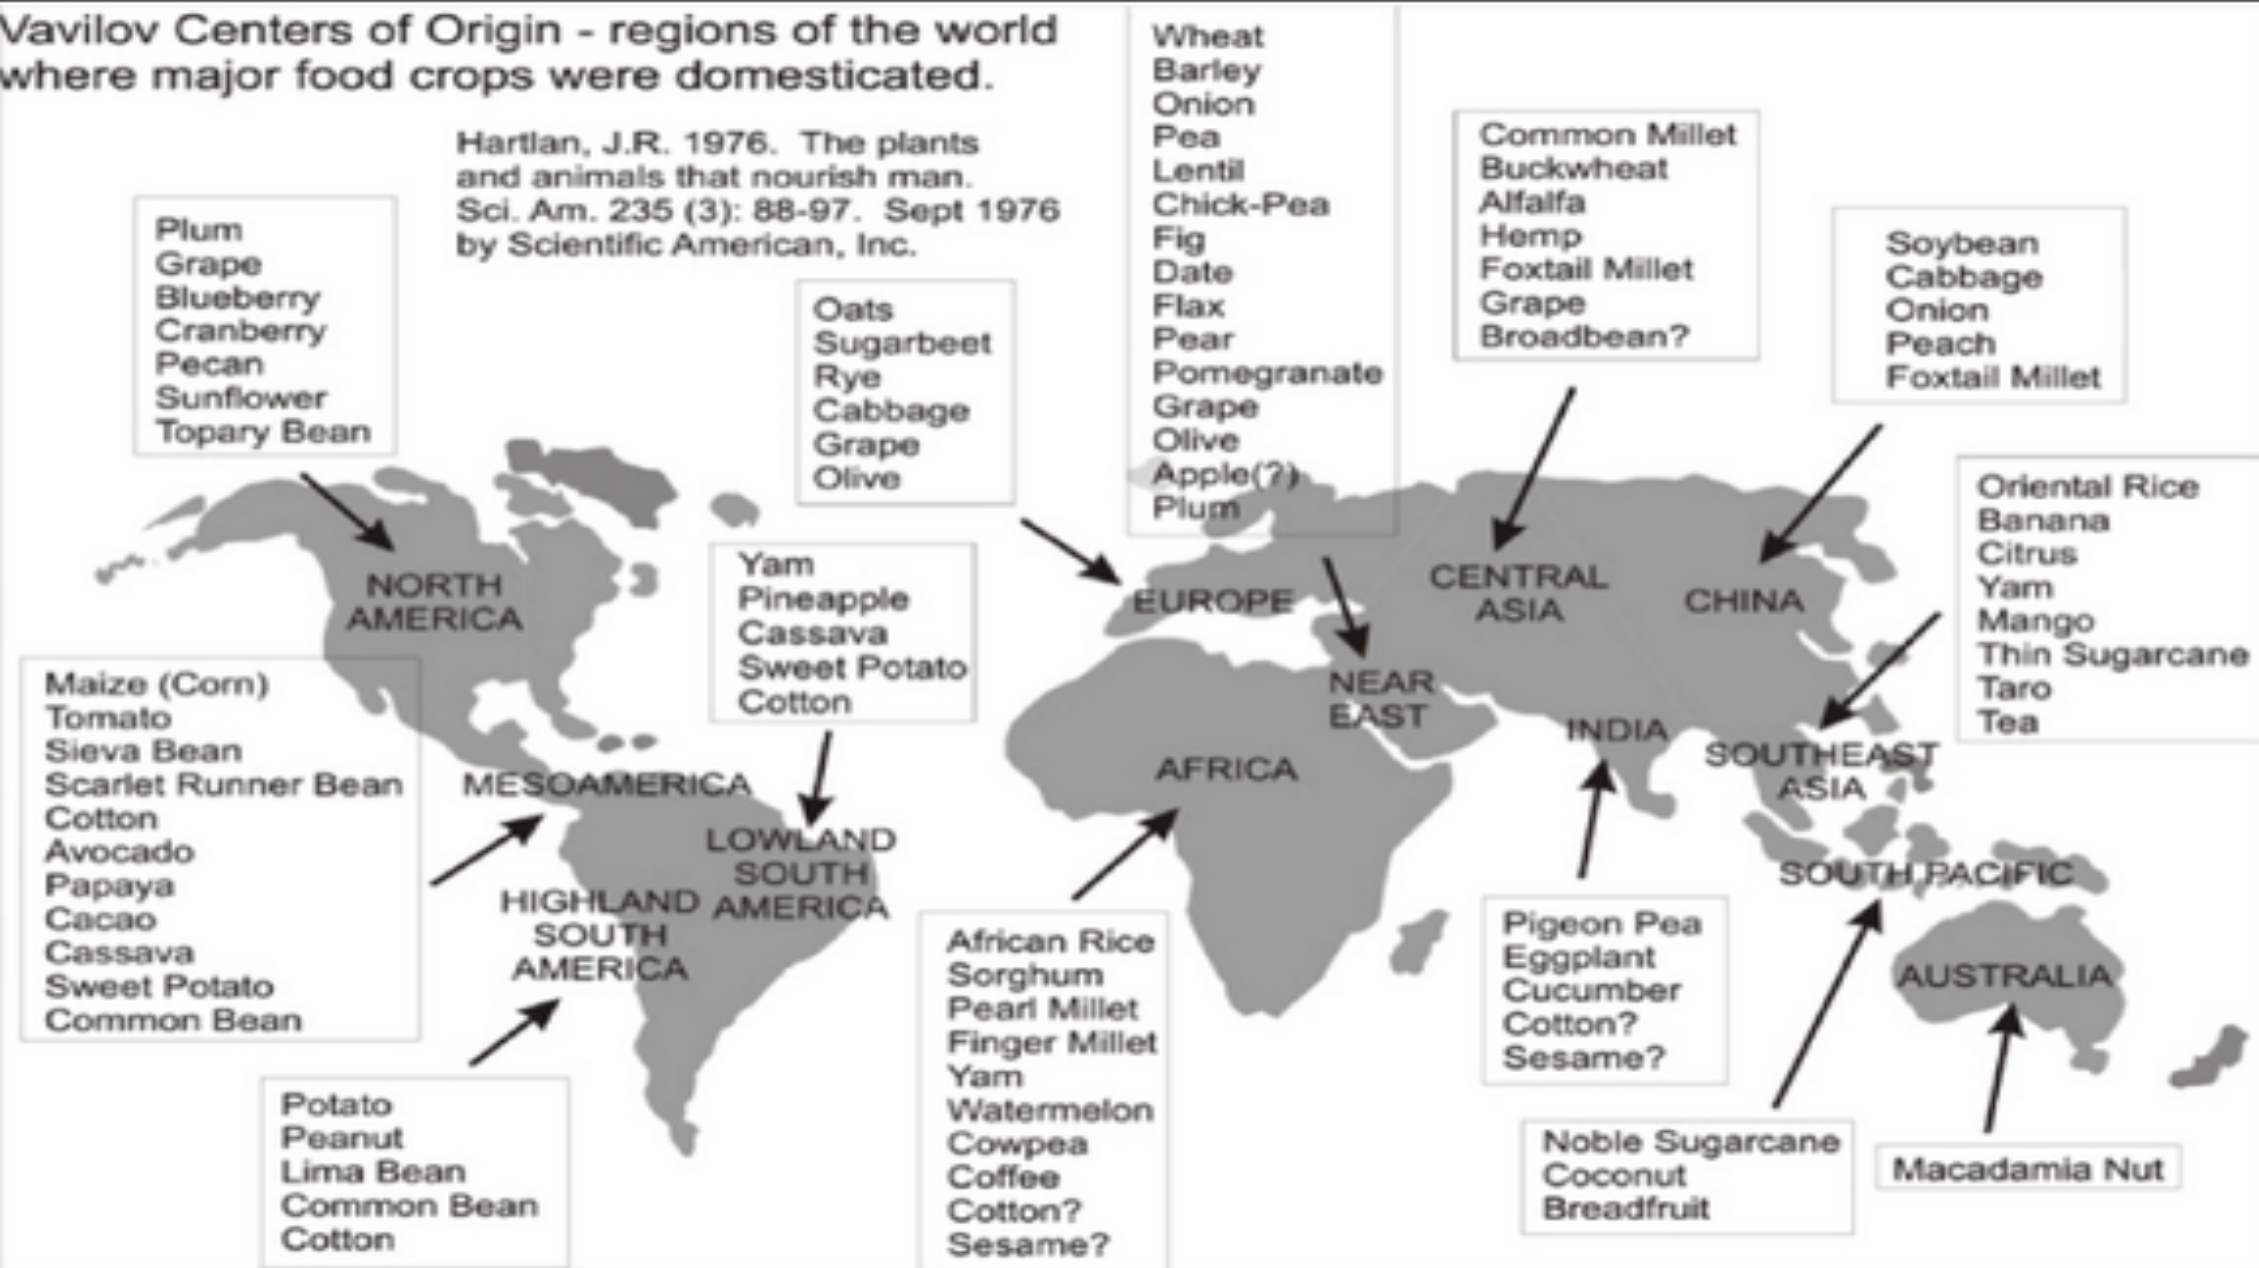 Vavilov Centers of Origin - regions of the world
where major food crops were domesticated.
Hartlan, J.R. 1976. The plants
and animals that nourish man.
Sci. Am. 235 (3): 88-97. Sept 1976
by Scientific American, Inc.
Plum
Grape
Blueberry
Cranberry
Pecan
Sunflower
Topary Bean
Oats
Sugarbeet
Rye
Cabbage
Grape
Olive
Wheat
Barley
Onion
Pea
Lentil
Chick-Pea
Fig
Date
Flax
Pear
Pomegranate
Grape
Olive
Apple(?)
Plum
Common Millet
Buckwheat
Alfalfa
Hemp
Foxtail Millet
Grape
Broadbean?
Soybean
Cabbage
Onion
Peach
Foxtail Millet
Oriental Rice
Banana
Citrus
Yam
Mango
Thin Sugarcane
Taro
Tea
Yam
Pineapple
Cassava
Sweet Potato
Cotton
NORTH
AMERICA
EUROPE
CENTRAL
ASIA
CHINA
NEAR
EAST
INDIA
SOUTHEAST
ASIA
AFRICA
MESOAMERICA
LOWLAND
SOUTH
AMERICA
HIGHLAND
SOUTH
AMERICA
SOUTH PACIFIC
AUSTRALIA
Maize (Corn)
Tomato
Sieva Bean
Scarlet Runner Bean
Cotton
Avocado
Papaya
Cacao
Cassava
Sweet Potato
Common Bean
Potato
Peanut
Lima Bean
Common Bean
Cotton
African Rice
Sorghum
Pearl Millet
Finger Millet
Yam
Watermelon
Cowpea
Coffee
Cotton?
Sesame?
Pigeon Pea
Eggplant
Cucumber
Cotton?
Sesame?
Noble Sugarcane
Coconut
Breadfruit
Macadamia Nut